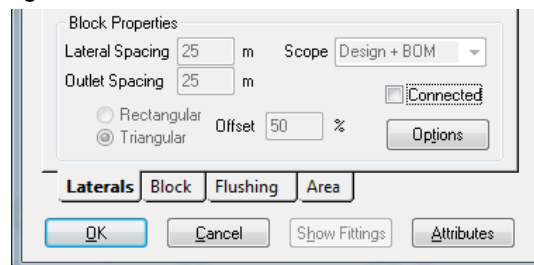 Block Properties
Lateral Spacing 25 m Scope Design + BOM
Outlet Spacing 25 m
Connected
Rectangular
Triangular
Offset 50 %
Options
Laterals Block Flushing Area
OK Cancel Show Fittings Attributes